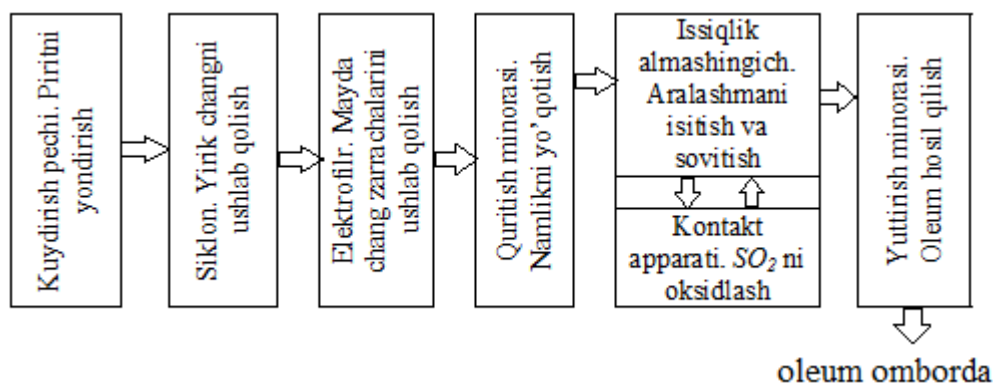 Kuydirish pechi. Piritni
yondirish
Siklon. Yirik changni
ushlab qolish
Elektrofilr. Mayda
chang zarrachalarini
ushlab qolish
Quritish minorasi.
Namlikni yo’qotish
Issiqlik
almashingich.
Aralashmani
isitish va
sovitish
Kontakt
apparati. SO₂ ni
oksidlash
Yuttirish minorasi.
Oleum hosil qilish
oleum omborda